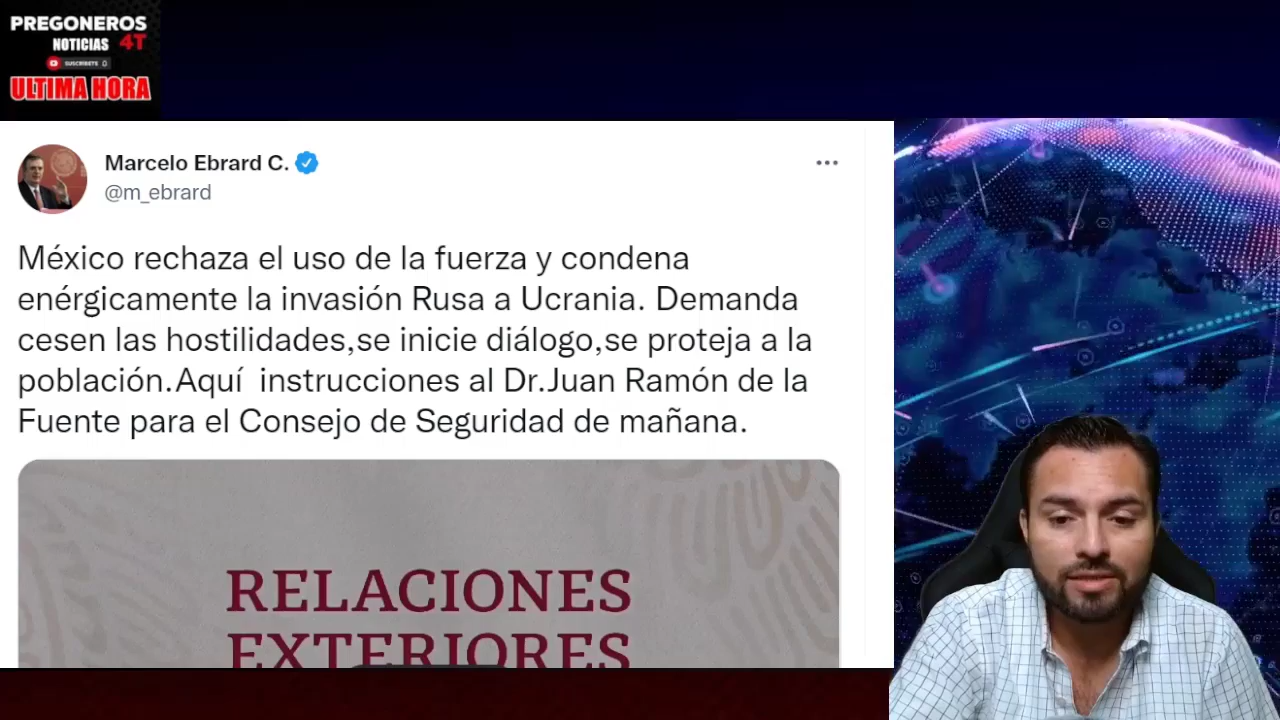 PREGONEROS
NOTICIAS 4T
SUSCRIBETE
ULTIMA HORA
Marcelo Ebrard C.
@m_ebrard
México rechaza el uso de la fuerza y condena
enérgicamente la invasión Rusa a Ucrania. Demanda
cesen las hostilidades,se inicie diálogo,se proteja a la
población.Aquí  instrucciones al Dr.Juan Ramón de la
Fuente para el Consejo de Seguridad de mañana.
RELACIONES
EXTERIORES